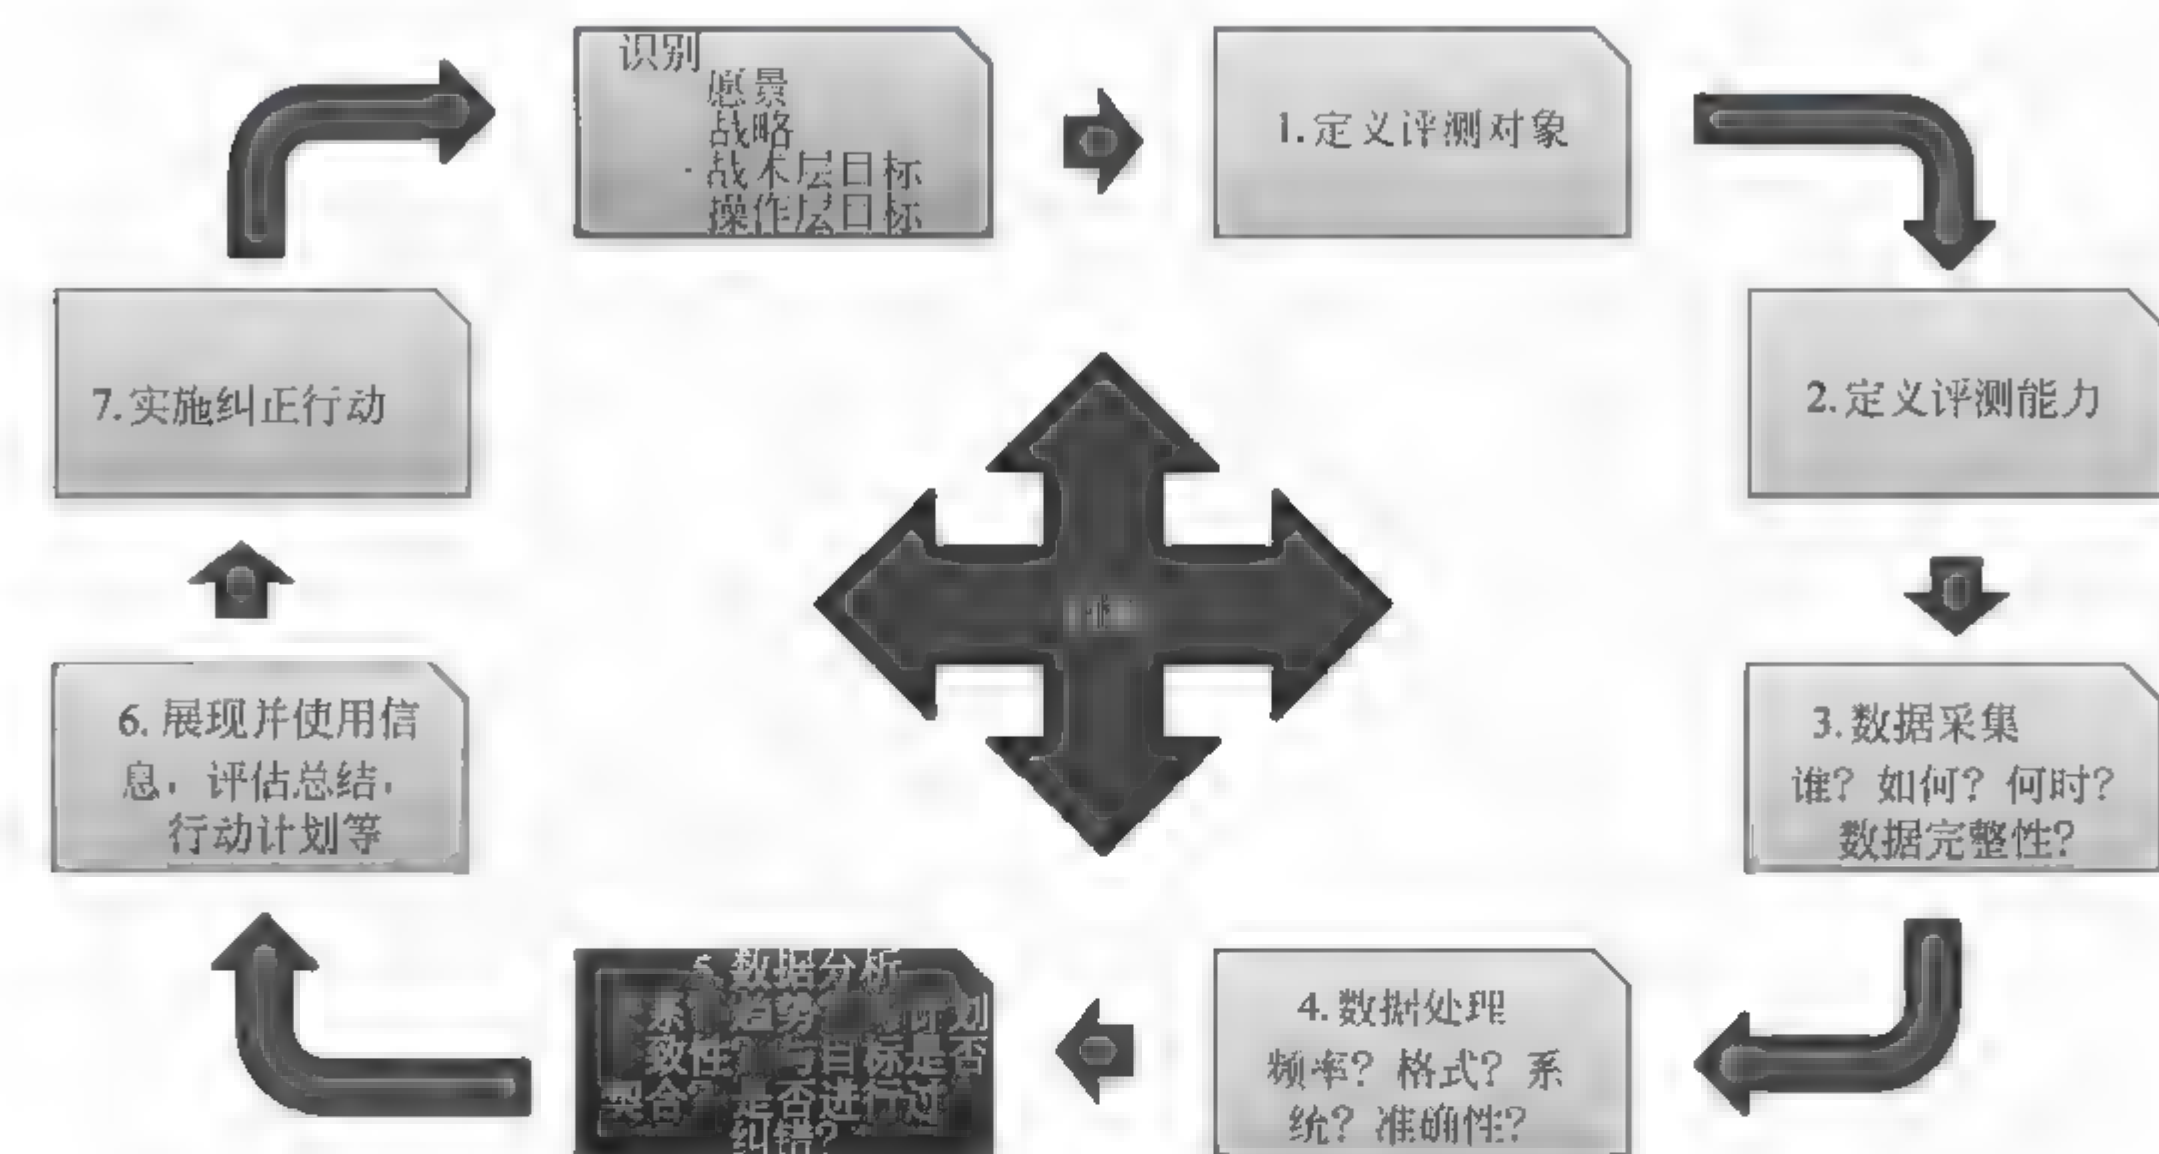 识别
愿景
战略
·战术层目标
操作层目标
1.定义评测对象
2.定义评测能力
3.数据采集
谁？如何？何时？
数据完整性？
4.数据处理
频率？格式？系
统？准确性？
5.数据分析
趋势 划
致性 与目标是否
合？是否进行过
纠错？
6.展现并使用信
息，评估总结，
行动计划等
7.实施纠正行动